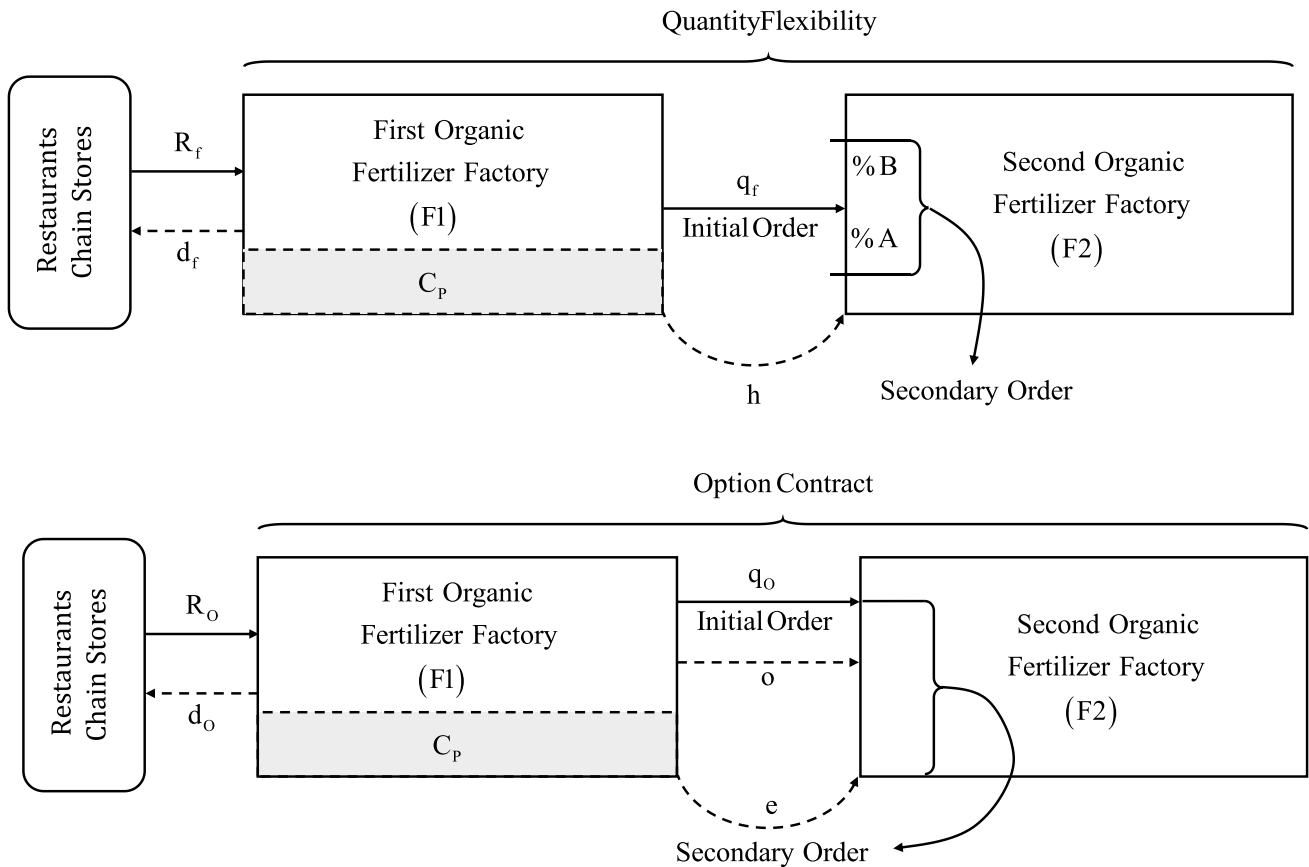 QuantityFlexibility
Restaurants
Chain Stores
R_f
d_f
First Organic
Fertilizer Factory
(F1)
C_P
q_f
Initial Order
h
%B
%A
Second Organic
Fertilizer Factory
(F2)
Secondary Order
Option Contract
Restaurants
Chain Stores
R_O
d_O
First Organic
Fertilizer Factory
(F1)
C_P
q_O
Initial Order
o
e
Second Organic
Fertilizer Factory
(F2)
Secondary Order